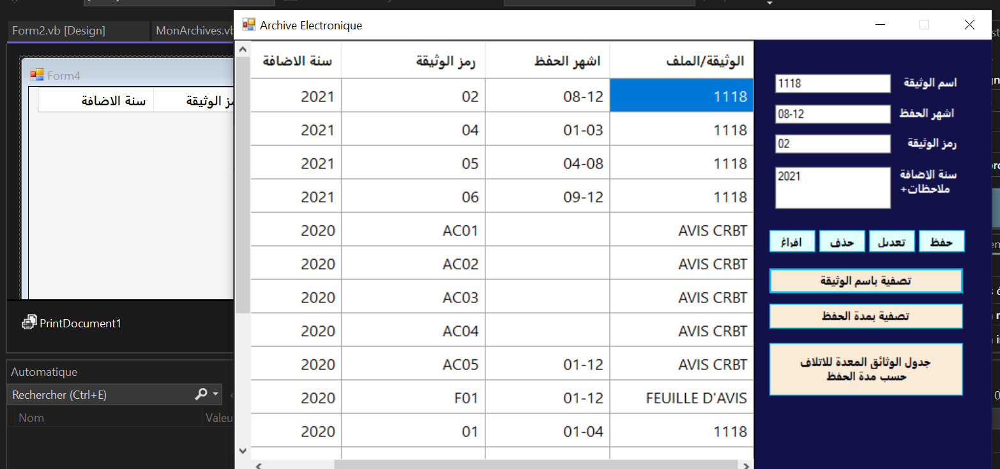 Form2.vb [Design]
MonArchives.vb
Form4
سنة الاضافة
رمز الوثيقة
PrintDocument1
Automatique
Rechercher (Ctrl+E)
Nom
Valeu
Archive Electronique
الوثيقة/الملف اشهر الحفظ رمز الوثيقة سنة الاضافة
1118 08-12 02 2021
1118 01-03 04 2021
1118 04-08 05 2021
1118 09-12 06 2021
AVIS CRBT AC01 2020
AVIS CRBT AC02 2020
AVIS CRBT AC03 2020
AVIS CRBT AC04 2020
AVIS CRBT 01-12 AC05 2020
FEUILLE D'AVIS 01-12 F01 2020
1118 01-04 01 2020
اسم الوثيقة 1118
اشهر الحفظ 08-12
رمز الوثيقة 02
سنة الاضافة 2021
ملاحظات+
حفظ تعديل حذف افراغ
تصفية باسم الوثيقة
تصفية بمدة الحفظ
جدول الوثائق المعدة للاتلاف
حسب مدة الحفظ